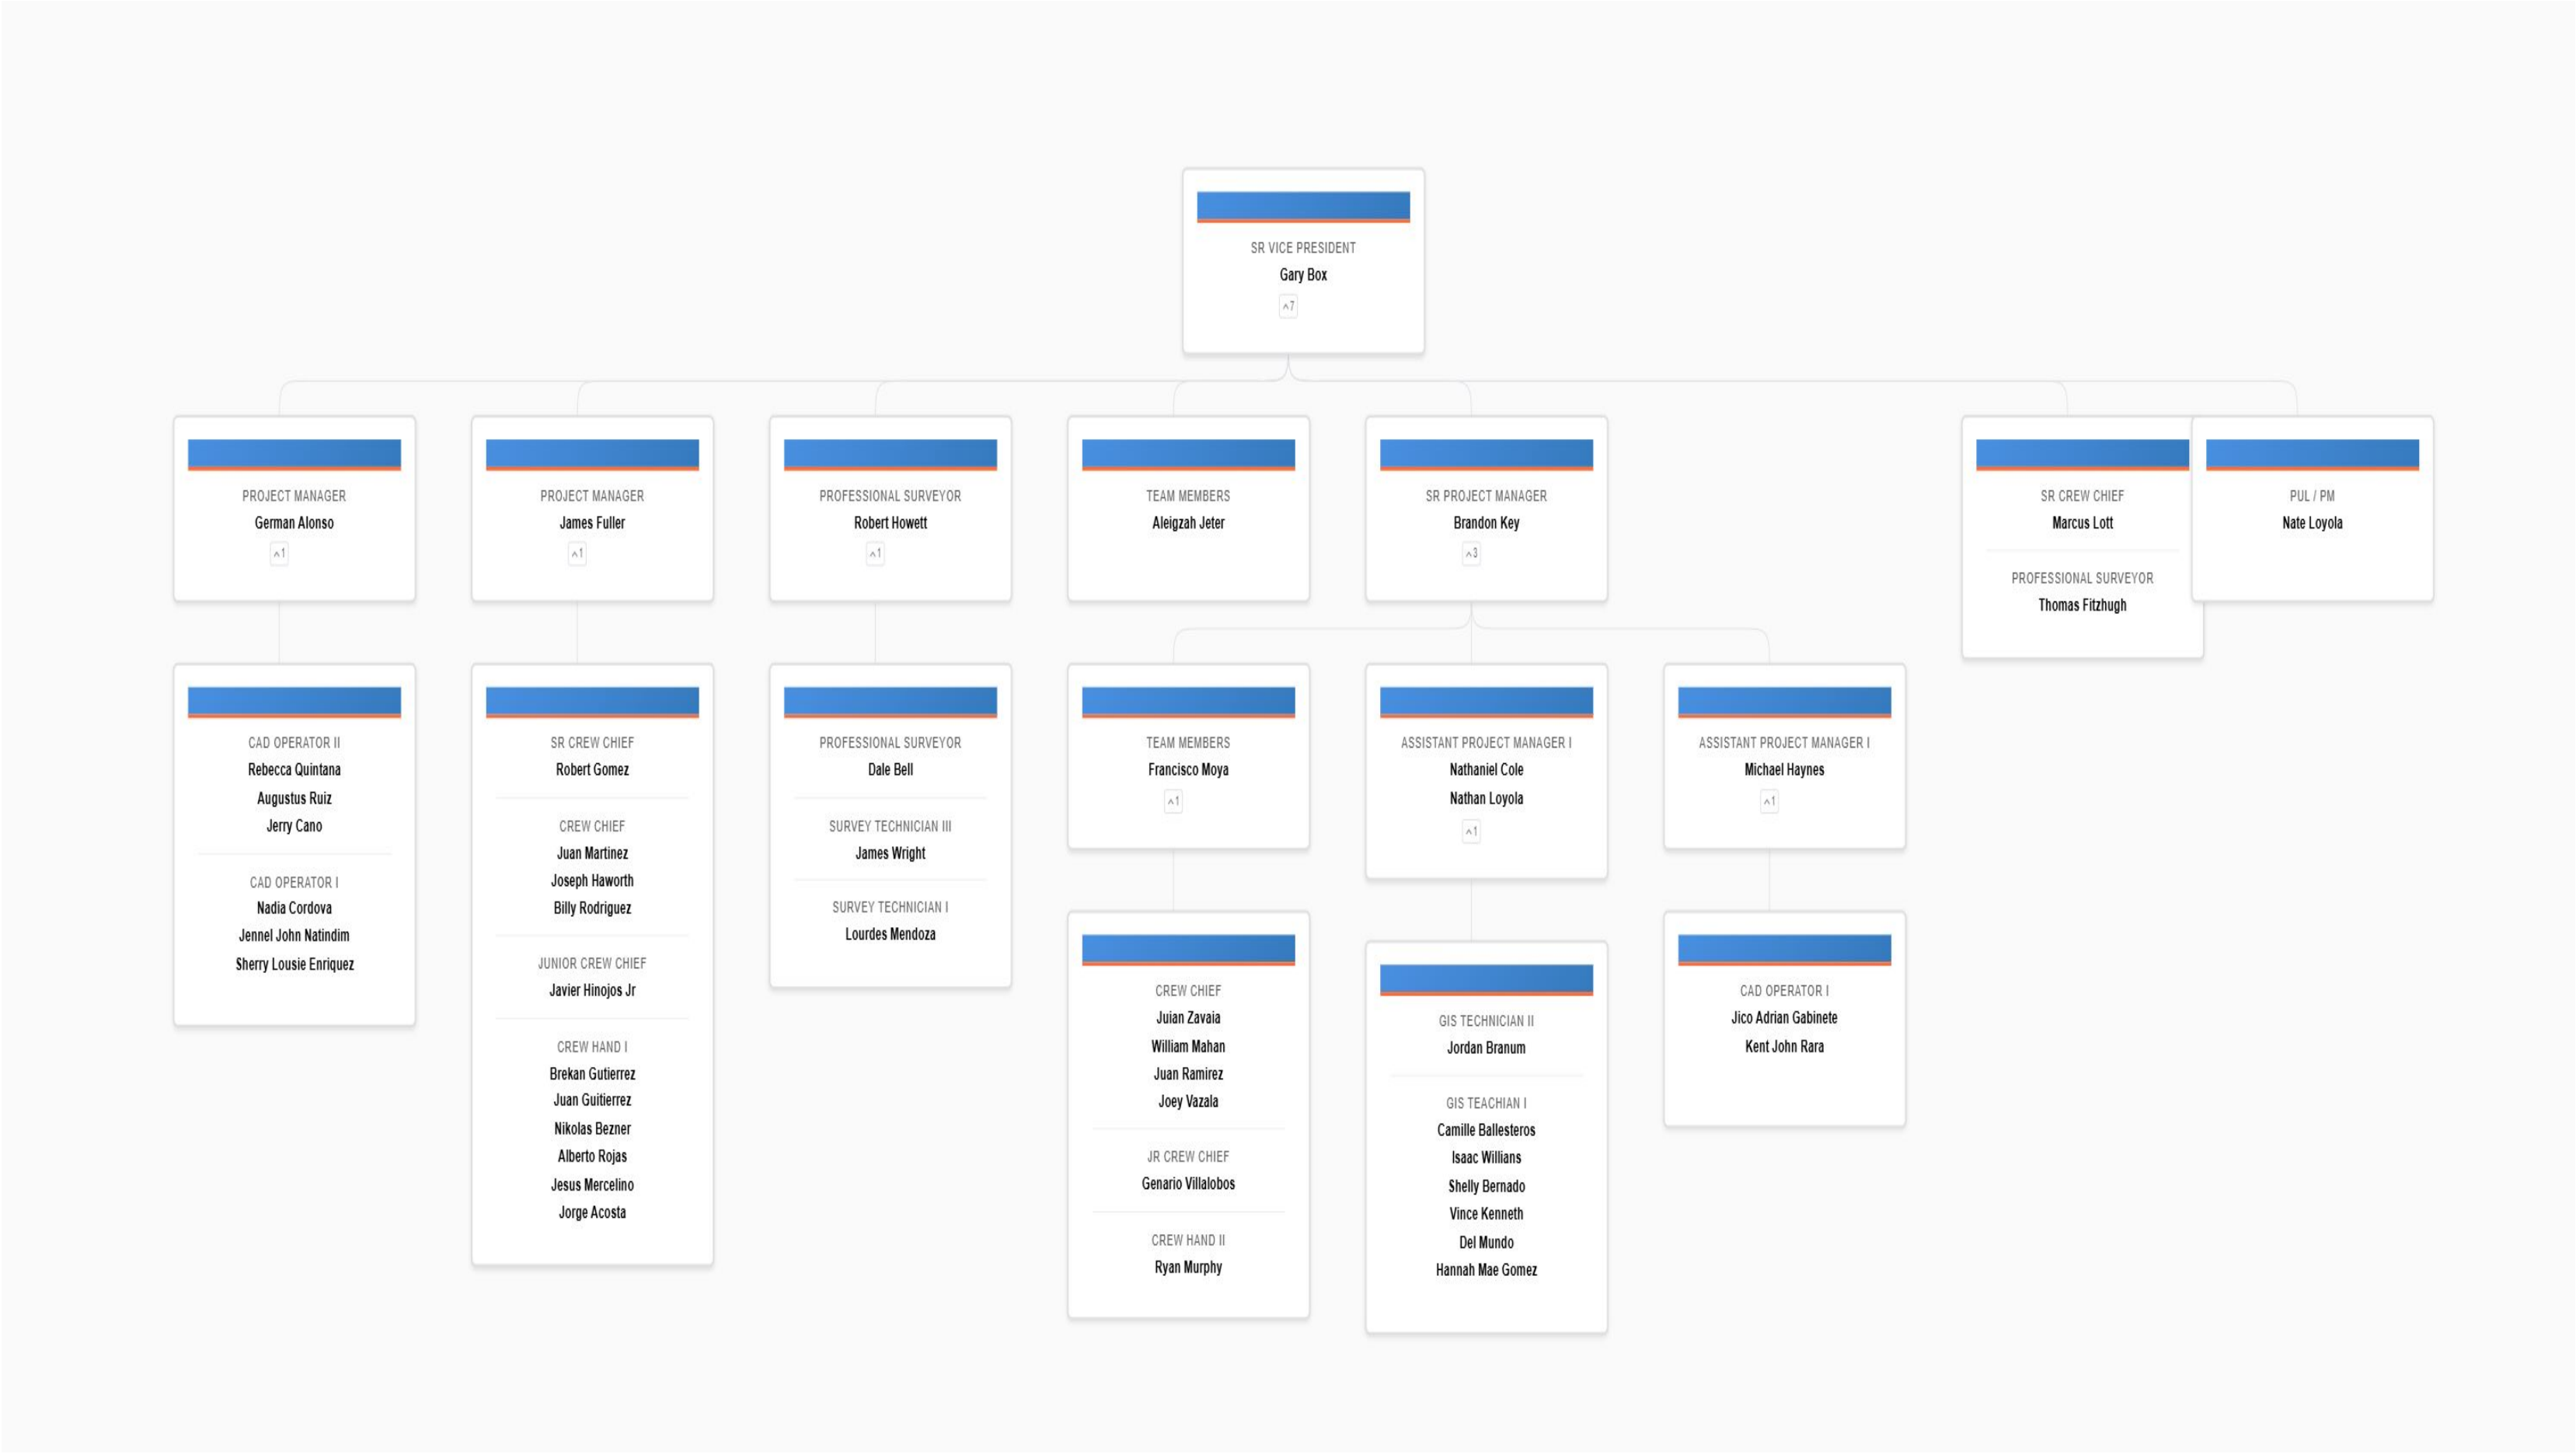 SR VICE PRESIDENT
Gary Box
^7
PROJECT MANAGER
German Alonso
^1
PROJECT MANAGER
James Fuller
^1
PROFESSIONAL SURVEYOR
Robert Howett
^1
TEAM MEMBERS
Aleigzah Jeter
SR PROJECT MANAGER
Brandon Key
^3
SR CREW CHIEF
Marcus Lott
PROFESSIONAL SURVEYOR
Thomas Fitzhugh
PUL / PM
Nate Loyola
CAD OPERATOR II
Rebecca Quintana
Augustus Ruiz
Jerry Cano
CAD OPERATOR I
Nadia Cordova
Jennel John Natindim
Sherry Lousie Enriquez
SR CREW CHIEF
Robert Gomez
CREW CHIEF
Juan Martinez
Joseph Haworth
Billy Rodriguez
JUNIOR CREW CHIEF
Javier Hinojos Jr
CREW HAND I
Brekan Gutierrez
Juan Guitierrez
Nikolas Bezner
Alberto Rojas
Jesus Mercelino
Jorge Acosta
PROFESSIONAL SURVEYOR
Dale Bell
SURVEY TECHNICIAN III
James Wright
SURVEY TECHNICIAN I
Lourdes Mendoza
TEAM MEMBERS
Francisco Moya
^1
ASSISTANT PROJECT MANAGER I
Nathaniel Cole
Nathan Loyola
^1
ASSISTANT PROJECT MANAGER I
Michael Haynes
^1
CREW CHIEF
Juian Zavaia
William Mahan
Juan Ramirez
Joey Vazala
JR CREW CHIEF
Genario Villalobos
CREW HAND II
Ryan Murphy
GIS TECHNICIAN II
Jordan Branum
GIS TEACHIAN I
Camille Ballesteros
Isaac Willians
Shelly Bernado
Vince Kenneth
Del Mundo
Hannah Mae Gomez
CAD OPERATOR I
Jico Adrian Gabinete
Kent John Rara